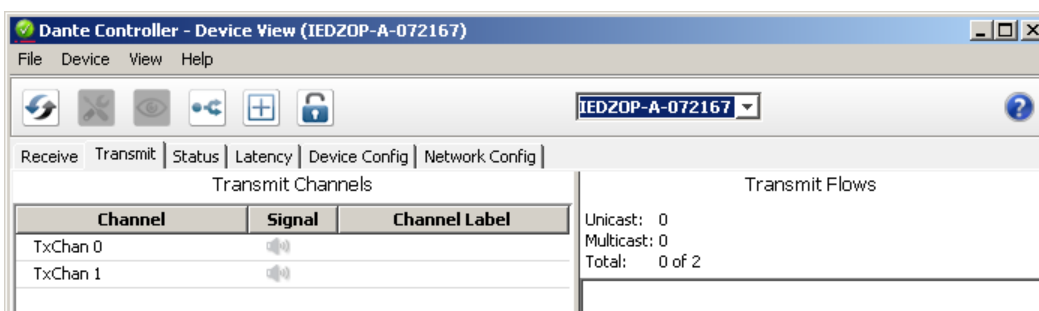 Dante Controller - Device View (IEDZOP-A-072167)
File Device View Help
IEDZOP-A-072167
Receive Transmit Status Latency Device Config Network Config
Transmit Channels
Transmit Flows
Channel Signal Channel Label
TxChan 0
TxChan 1
Unicast: 0
Multicast: 0
Total: 0 of 2